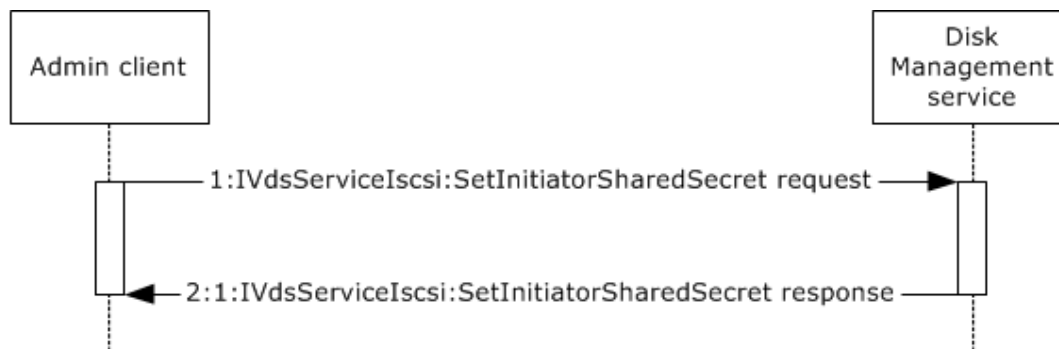 Admin client
Disk
Management
service
1:IVdsServiceIscsi:SetInitiatorSharedSecret request
2:1:IVdsServiceIscsi:SetInitiatorSharedSecret response